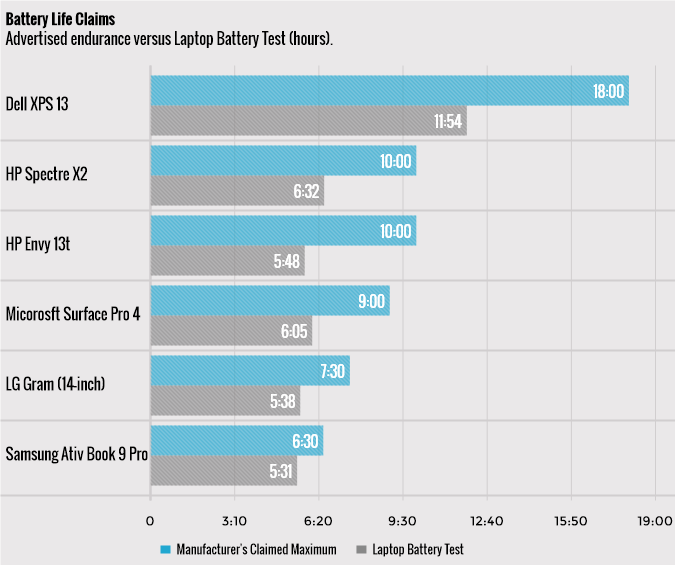 Battery Life Claims
Advertised endurance versus Laptop Battery Test (hours).
Dell XPS 13
18:00
11:54
HP Spectre X2
10:00
6:32
HP Envy 13t
10:00
5:48
Micorosft Surface Pro 4
9:00
6:05
LG Gram (14-inch)
7:30
5:38
Samsung Ativ Book 9 Pro
6:30
5:31
0 3:10 6:20 9:30 12:40 15:50 19:00
Manufacturer's Claimed Maximum Laptop Battery Test